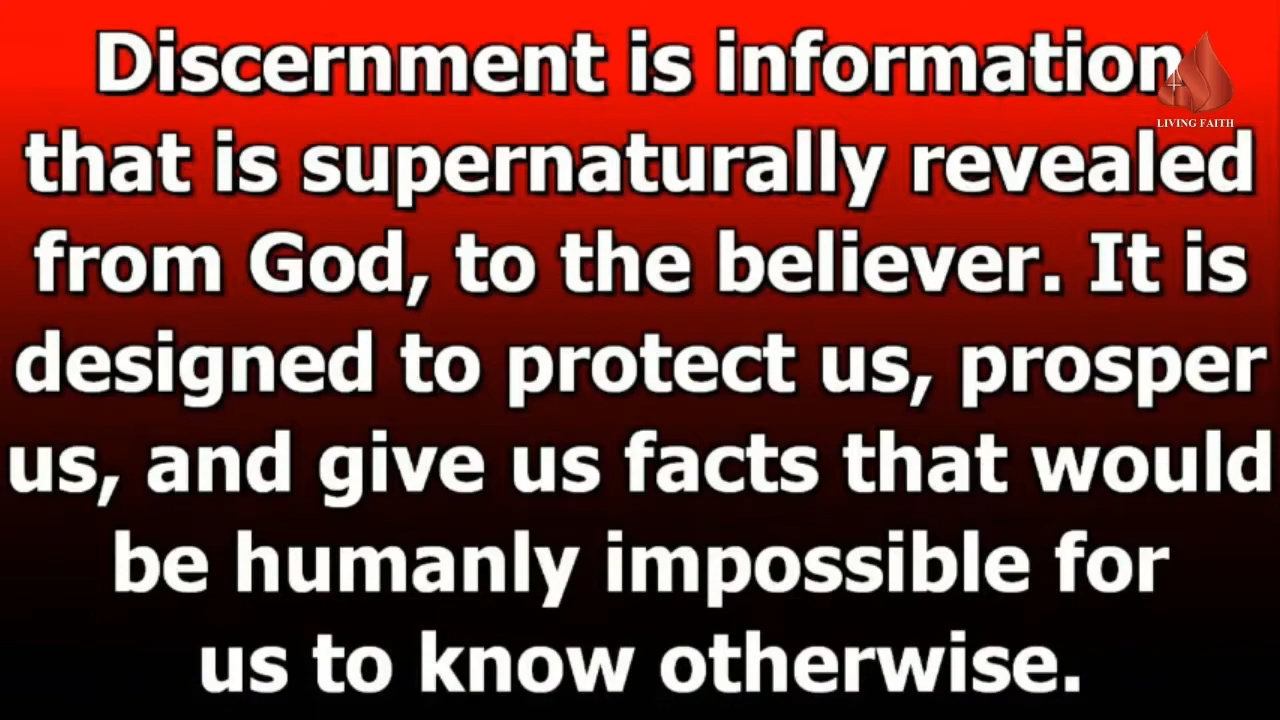 Discernment is information
LIVING FAITH
that is supernaturally revealed
from God, to the believer. It is
designed to protect us, prosper
us, and give us facts that would
be humanly impossible for
us to know otherwise.